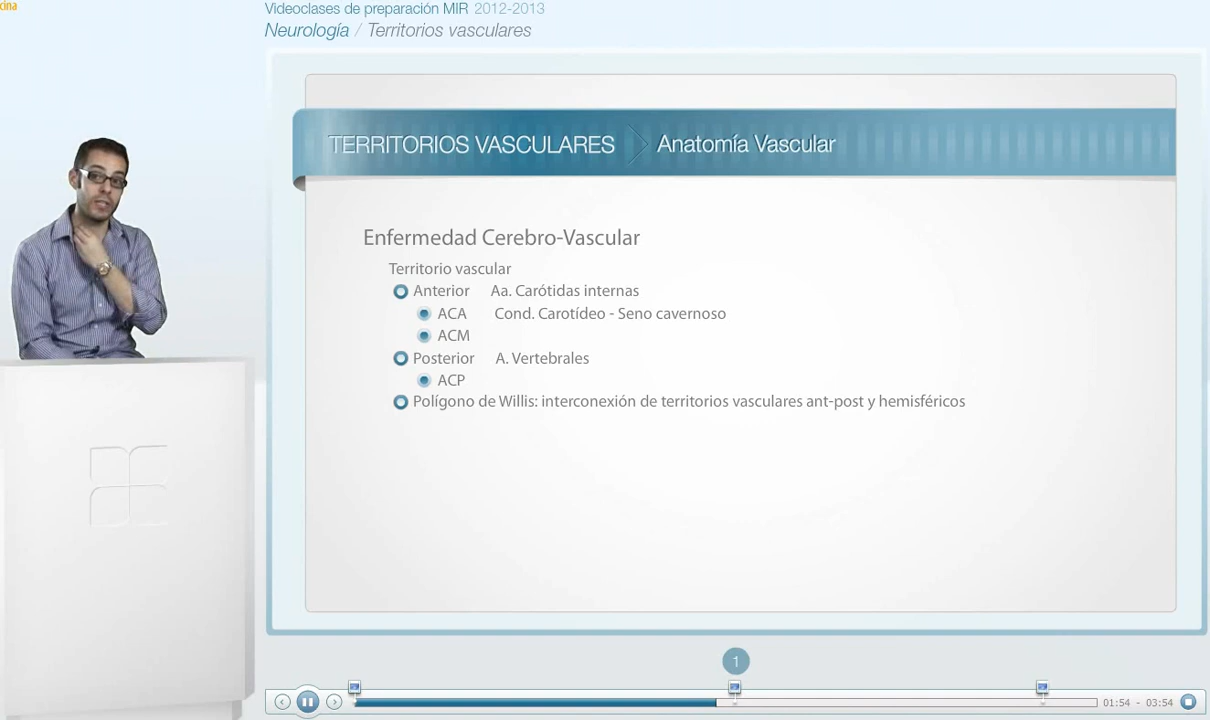 cina
Videoclases de preparación MIR 2012-2013
Neurología / Territorios vasculares
TERRITORIOS VASCULARES Anatomía Vascular
Enfermedad Cerebro-Vascular
Territorio vascular
Anterior Aa. Carótidas internas
ACA Cond. Carotídeo - Seno cavernoso
ACM
Posterior A. Vertebrales
ACP
Polígono de Willis: interconexión de territorios vasculares ant-post y hemisféricos
1
01:54 - 03:54